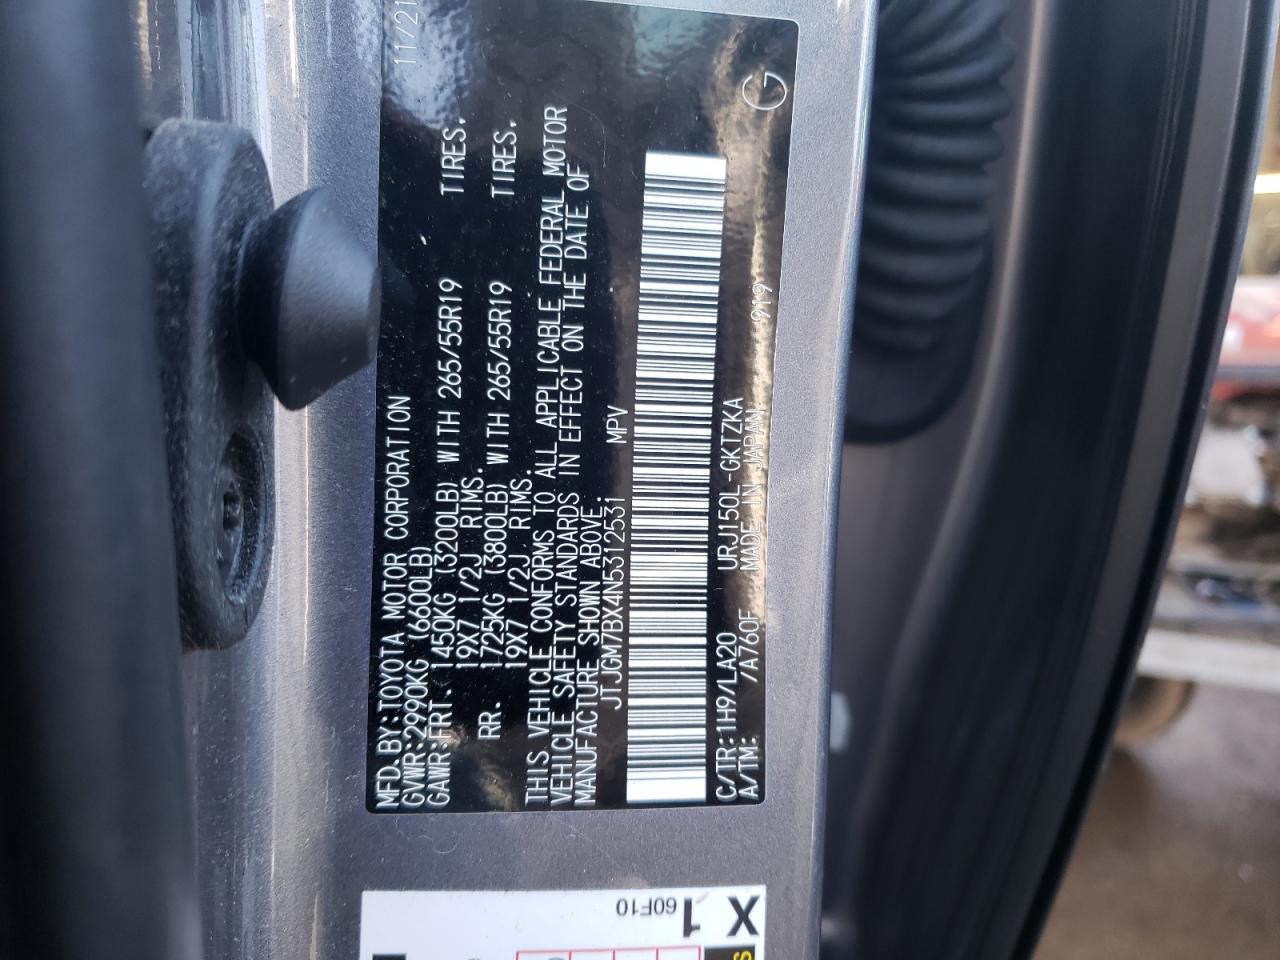 MFD.BY:TOYOTA MOTOR CORPORATION 11/21
GVWR:2990KG (6600LB)
GAWR:FRT. 1450KG (3200LB) WITH 265/55R19 TIRES.
19X7 1/2J RIMS.
RR. 1725KG (3800LB) WITH 265/55R19 TIRES.
19X7 1/2J RIMS.
THIS VEHICLE CONFORMS TO ALL APPLICABLE FEDERAL MOTOR
VEHICLE SAFETY STANDARDS IN EFFECT ON THE DATE OF
MANUFACTURE SHOWN ABOVE.
JTJGM7BX4N5312531 MPV
C/TR:1H9/LA20 URJ150L-GKTZKA
A/TM: /A760F MADE IN JAPAN 919 G
X
1
60F10